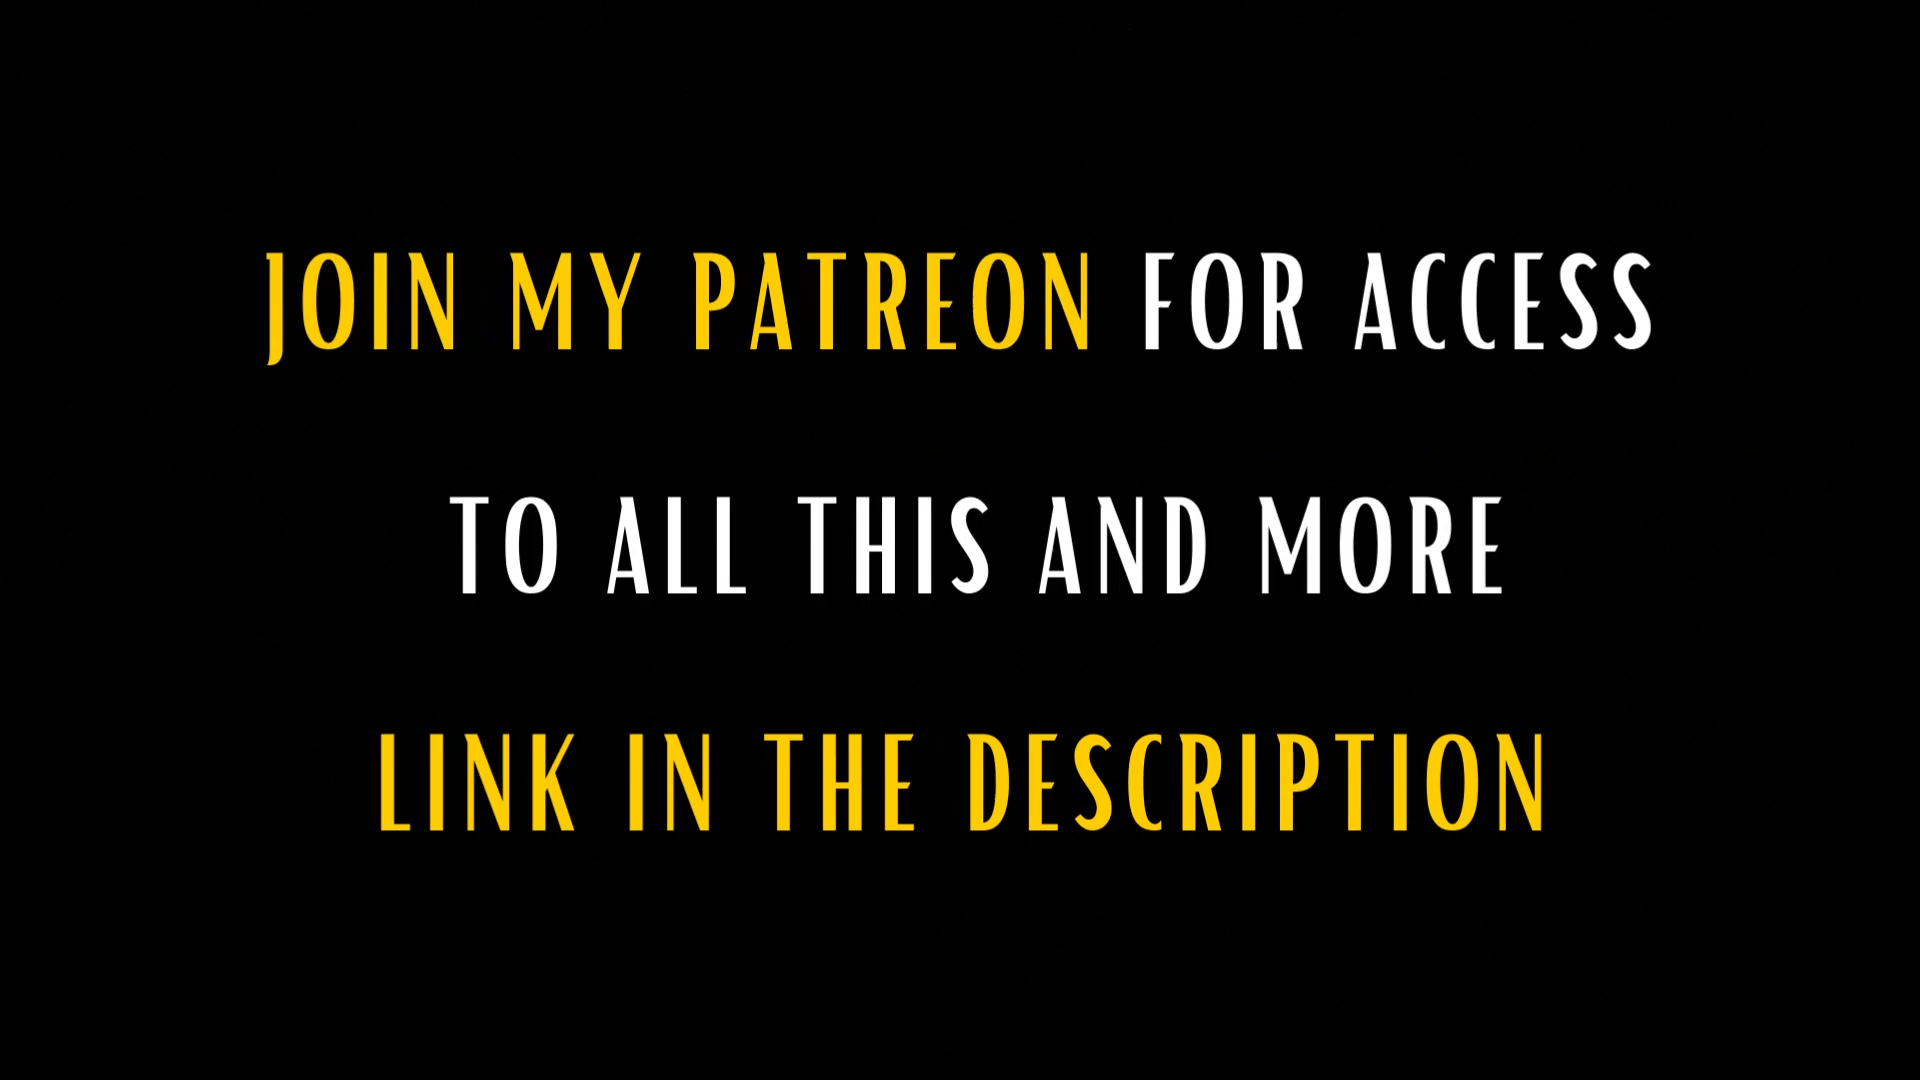 JOIN MY PATREON FOR ACCESS
TO ALL THIS AND MORE
LINK IN THE DESCRIPTION